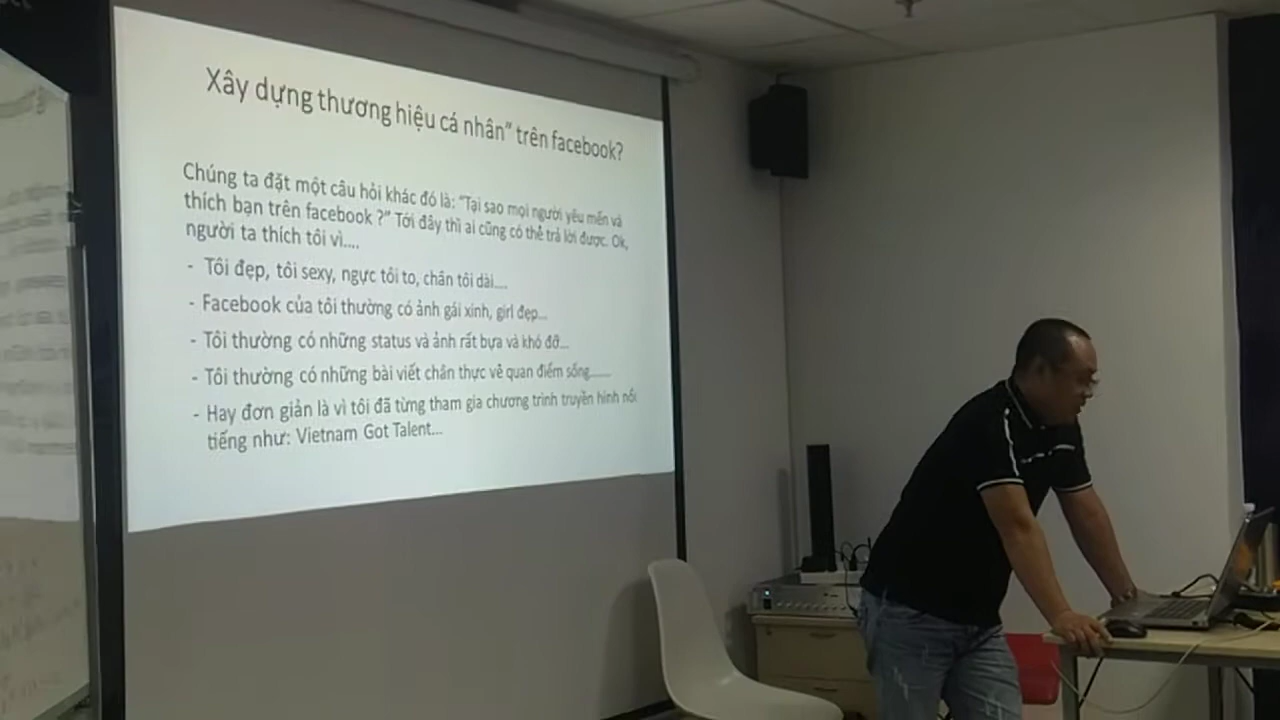 Xây dựng thương hiệu cá nhân” trên facebook?
Chúng ta đặt một câu hỏi khác đó là: “Tại sao mọi người yêu mến và
thích bạn trên facebook ?” Tới đây thì ai cũng có thể trả lời được. Ok,
người ta thích tôi vì....
- Tôi đẹp, tôi sexy, ngực tôi to, chân tôi dài....
- Facebook của tôi thường có ảnh gái xinh, girl đẹp...
- Tôi thường có những status và ảnh rất bựa và khó đỡ...
- Tôi thường có những bài viết chân thực về quan điểm sống.......
- Hay đơn giản là vì tôi đã từng tham gia chương trình truyền hình nổi
tiếng như: Vietnam Got Talent...